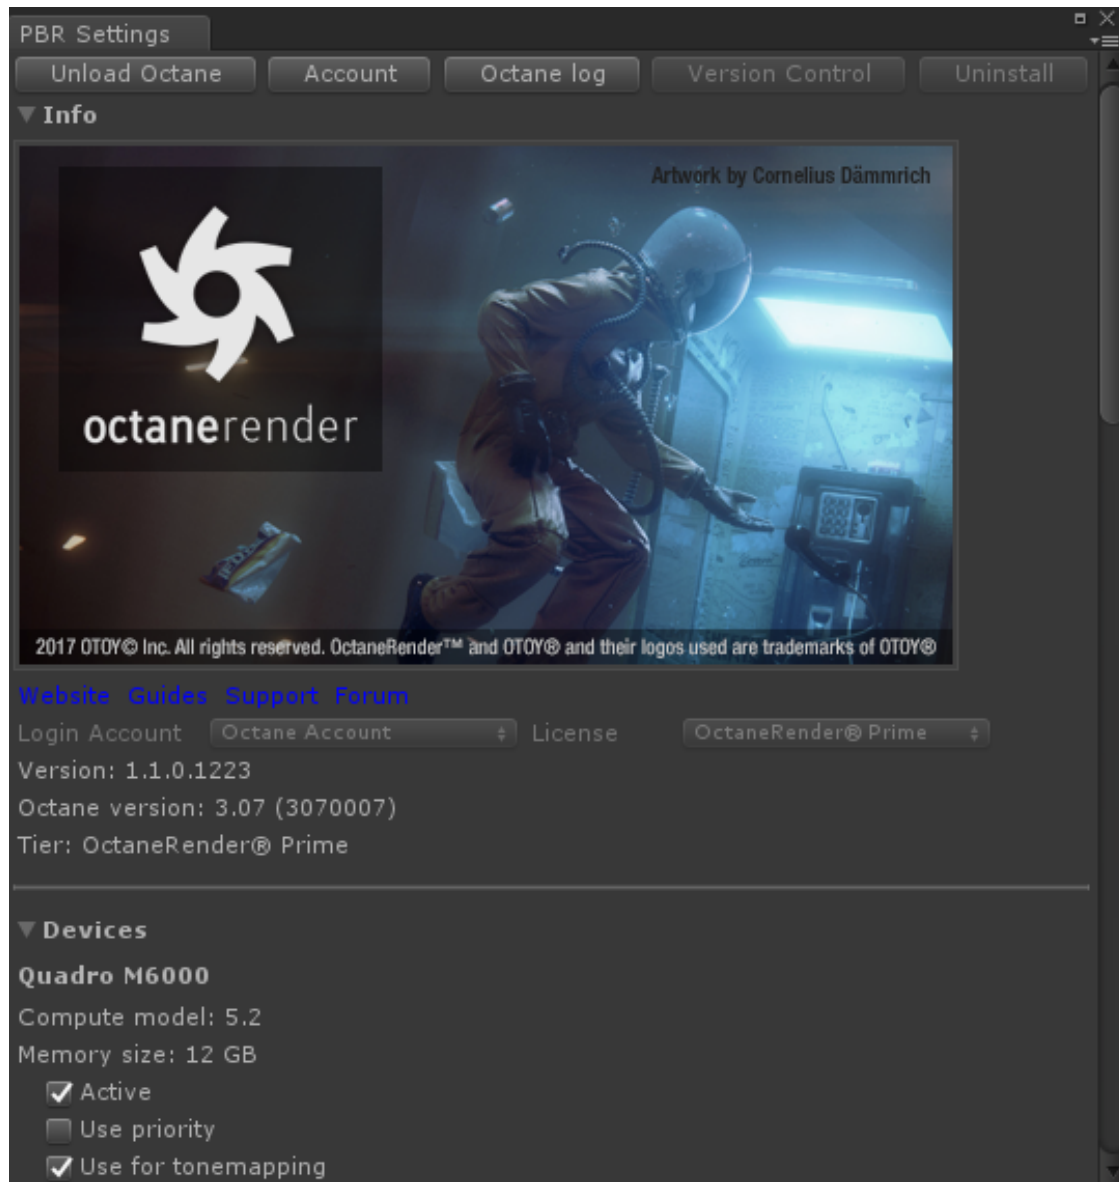 PBR Settings
Unload Octane Account Octane log Version Control Uninstall
Info
Artwork by Cornelius Dämmrich
octanerender
2017 OTOY© Inc. All rights reserved. OctaneRender™ and OTOY® and their logos used are trademarks of OTOY®
Website Guides Support Forum
Login Account Octane Account License OctaneRender® Prime
Version: 1.1.0.1223
Octane version: 3.07 (3070007)
Tier: OctaneRender® Prime
Devices
Quadro M6000
Compute model: 5.2
Memory size: 12 GB
Active
Use priority
Use for tonemapping